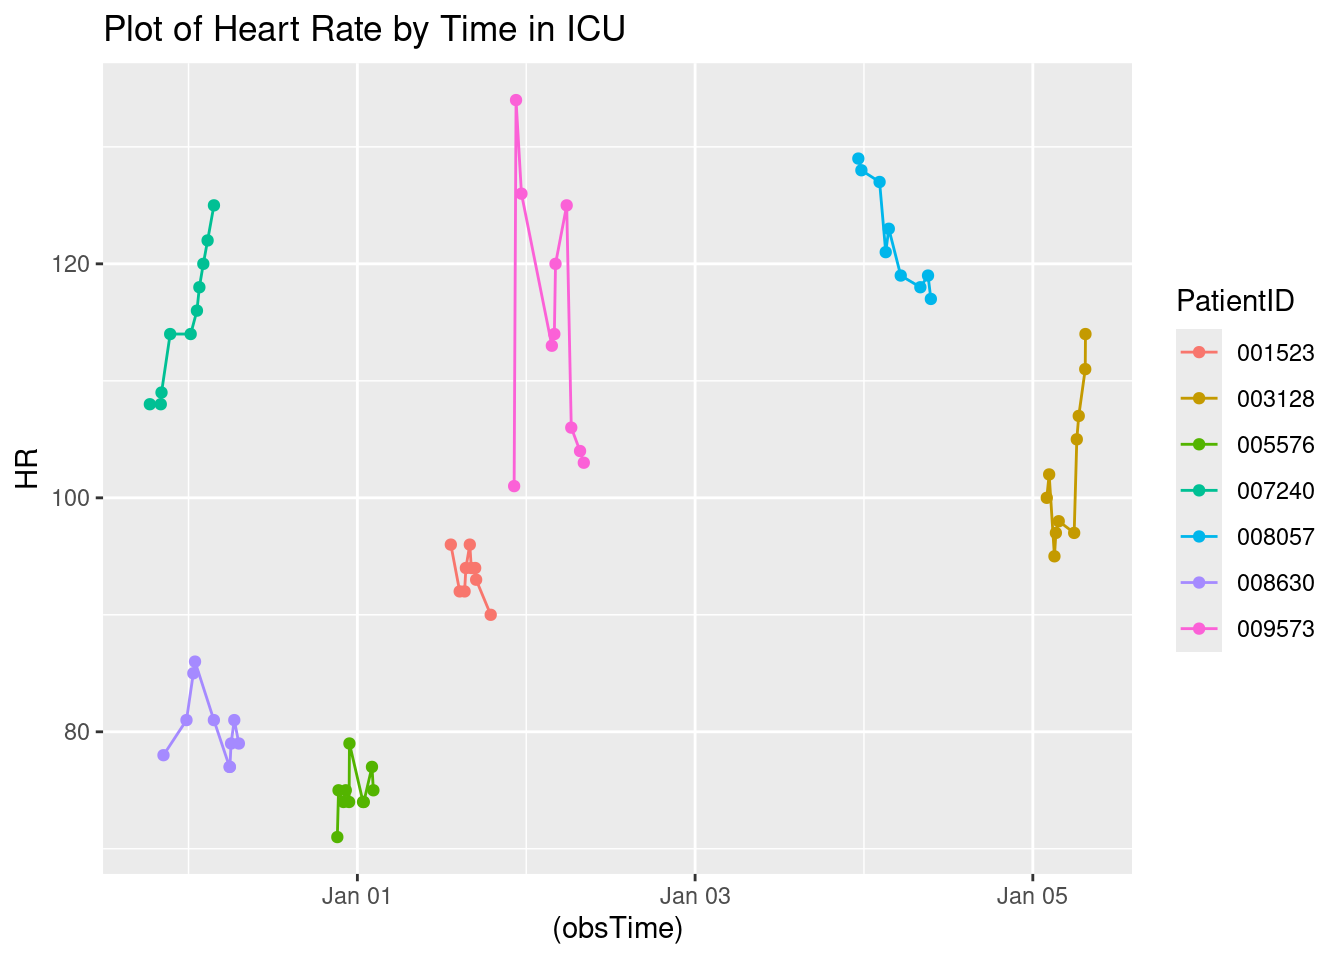 Plot of Heart Rate by Time in ICU
HR
120
100
80
Jan 01
Jan 03
Jan 05
(obsTime)
PatientID
001523
003128
005576
007240
008057
008630
009573